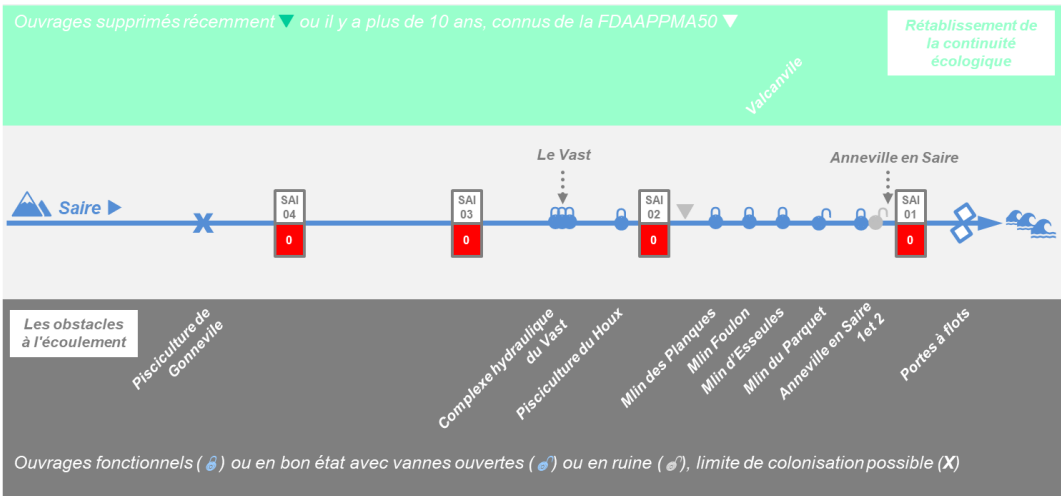 Ouvrages supprimés récemment ou il y a plus de 10 ans, connus de la FDAAPPMA50
Rétablissement de
la continuité
écologique
Valcanvile
Le Vast
Anneville en Saire
Saire
SAI
04
0
SAI
03
0
SAI
02
0
SAI
01
0
Les obstacles
à l'écoulement
Pisciculture de
Gonnevile
Complexe hydraulique
du Vast
Pisciculture du Houx
Mlin des Planques
Mlin Foulon
Mlin d'Esseules
Mlin du Parquet
Anneville en Saire
1et 2
Portes à flots
Ouvrages fonctionnels ( ) ou en bon état avec vannes ouvertes ( ) ou en ruine ( ), limite de colonisation possible (X)